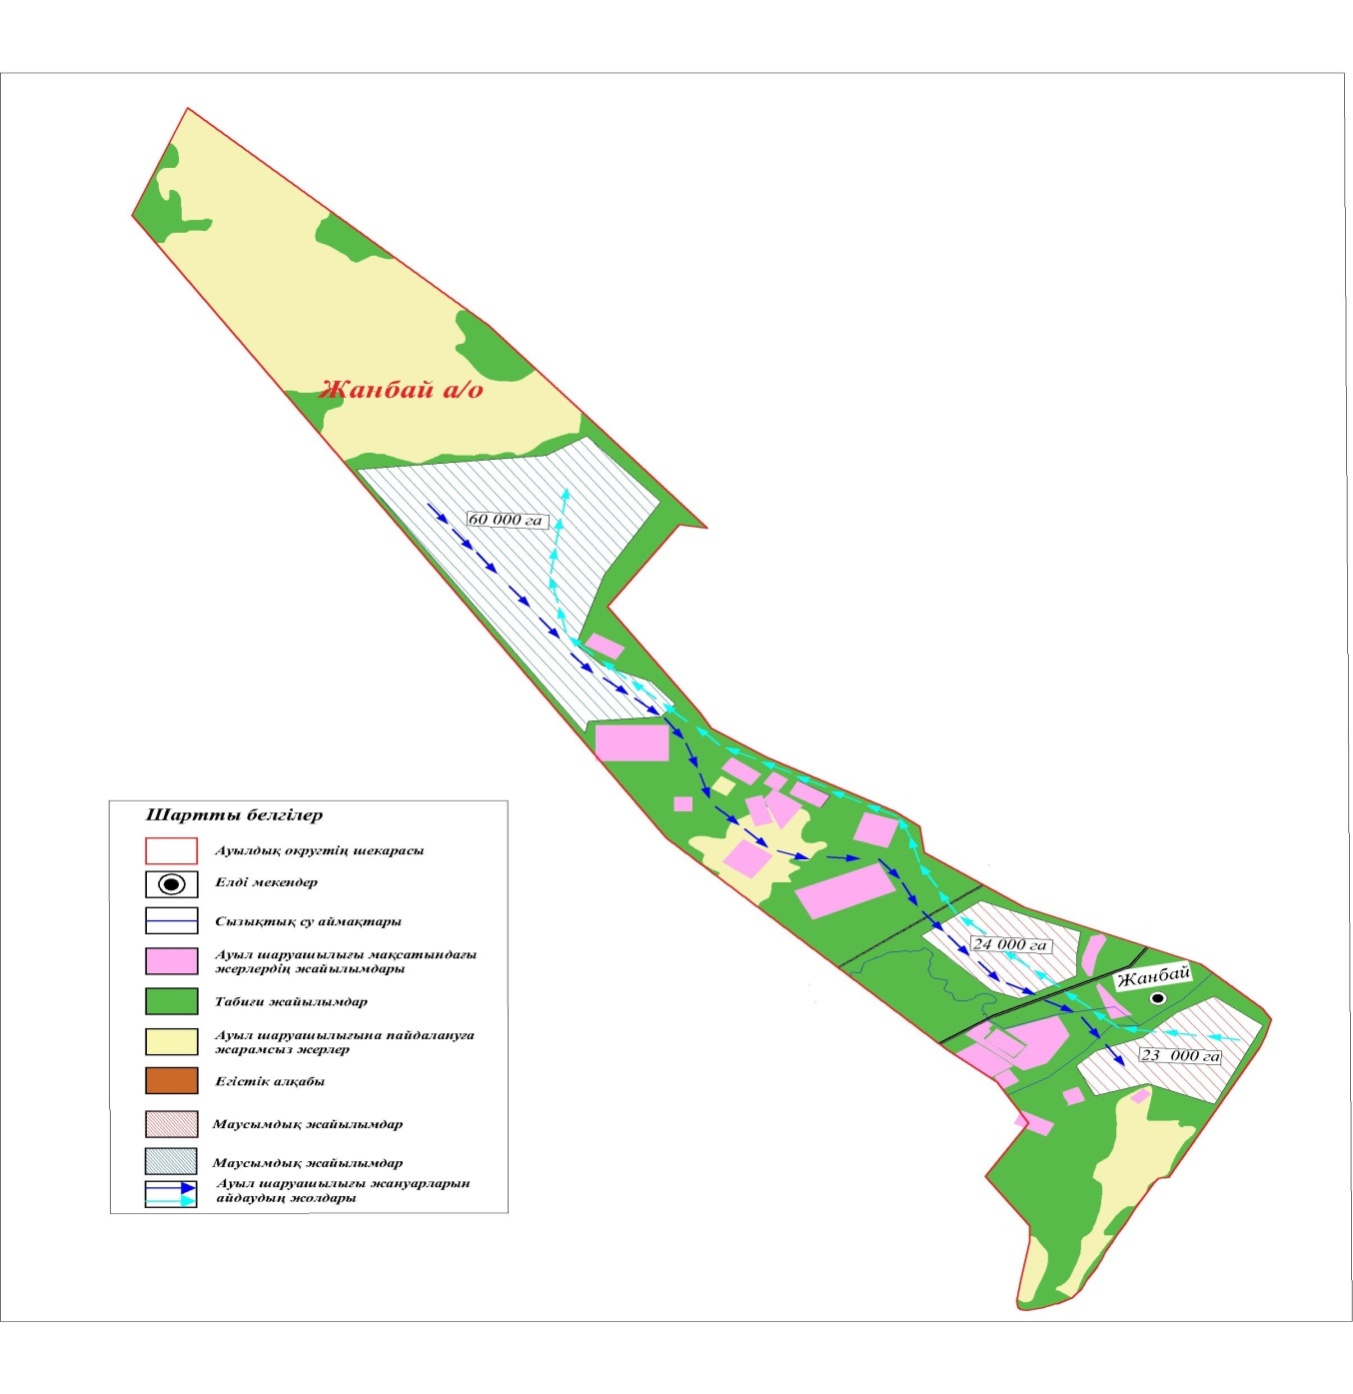 Жанбай а/о
60 000 га
24 000 га
Жанбай
23 000 га
Шартты белгілер
Ауылдық округтің шекарасы
Елді мекендер
Сызықтық су аймақтары
Ауыл шаруашылығы мақсатындағы
жерлердің жайылымдары
Табиғи жайылымдар
Ауыл шаруашылығына пайдалануға
жарамсыз жерлер
Егістік алқабы
Маусымдық жайылымдар
Маусымдық жайылымдар
Ауыл шаруашылығы жануарларын
айдаудың жолдары